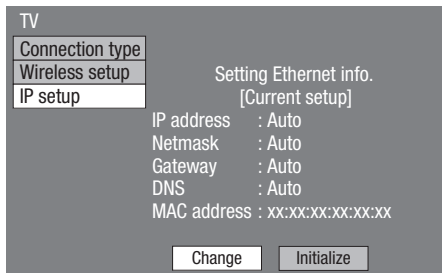 TV
Connection type
Wireless setup
IP setup
Setting Ethernet info.
[Current setup]
IP address : Auto
Netmask : Auto
Gateway : Auto
DNS : Auto
MAC address : xx:xx:xx:xx:xx:xx
Change
Initialize